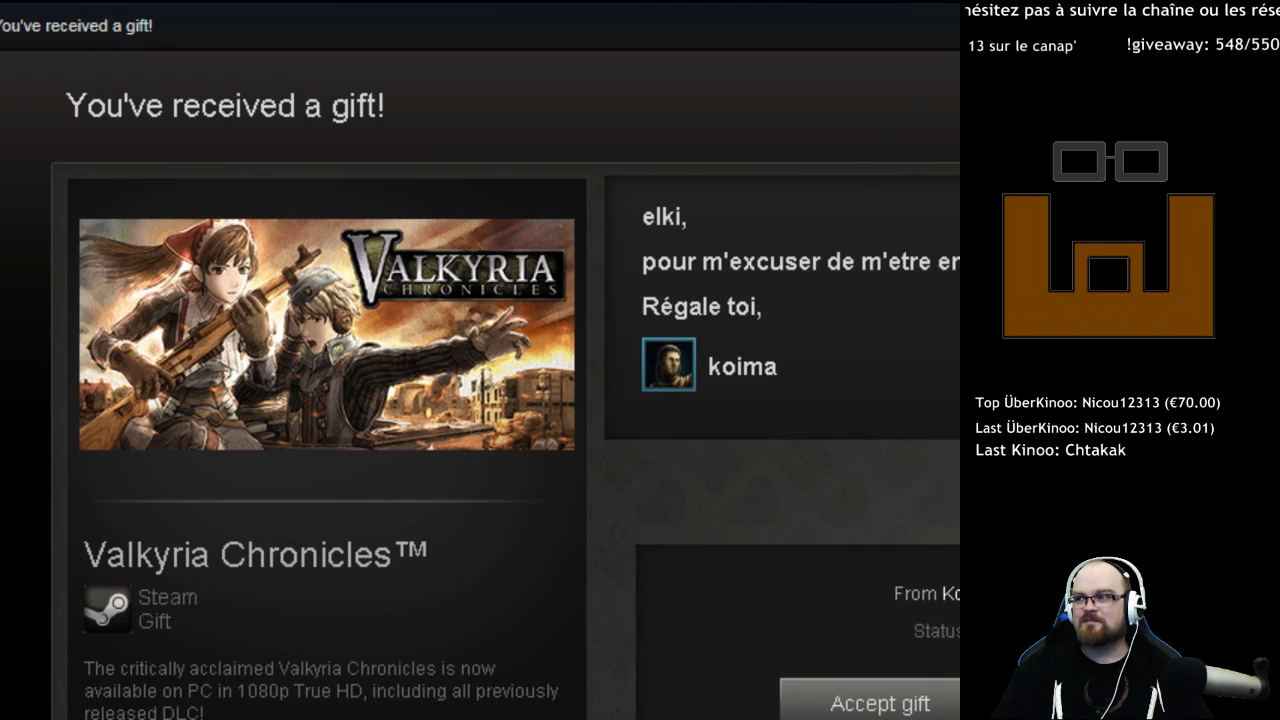 You've received a gift!
You've received a gift!
VALKYRIA
CHRONICLES
Valkyria Chronicles™
Steam
Gift
The critically acclaimed Valkyria Chronicles is now
available on PC in 1080p True HD, including all previously
released DLC!
elki,
pour m'excuser de m'etre er
Régale toi,
koima
From Ko
Status
Accept gift
hésitez pas à suivre la chaîne ou les rése
13 sur le canap'
!giveaway: 548/550
Top ÜberKinoo: Nicou12313 (€70.00)
Last ÜberKinoo: Nicou12313 (€3.01)
Last Kinoo: Chtakak